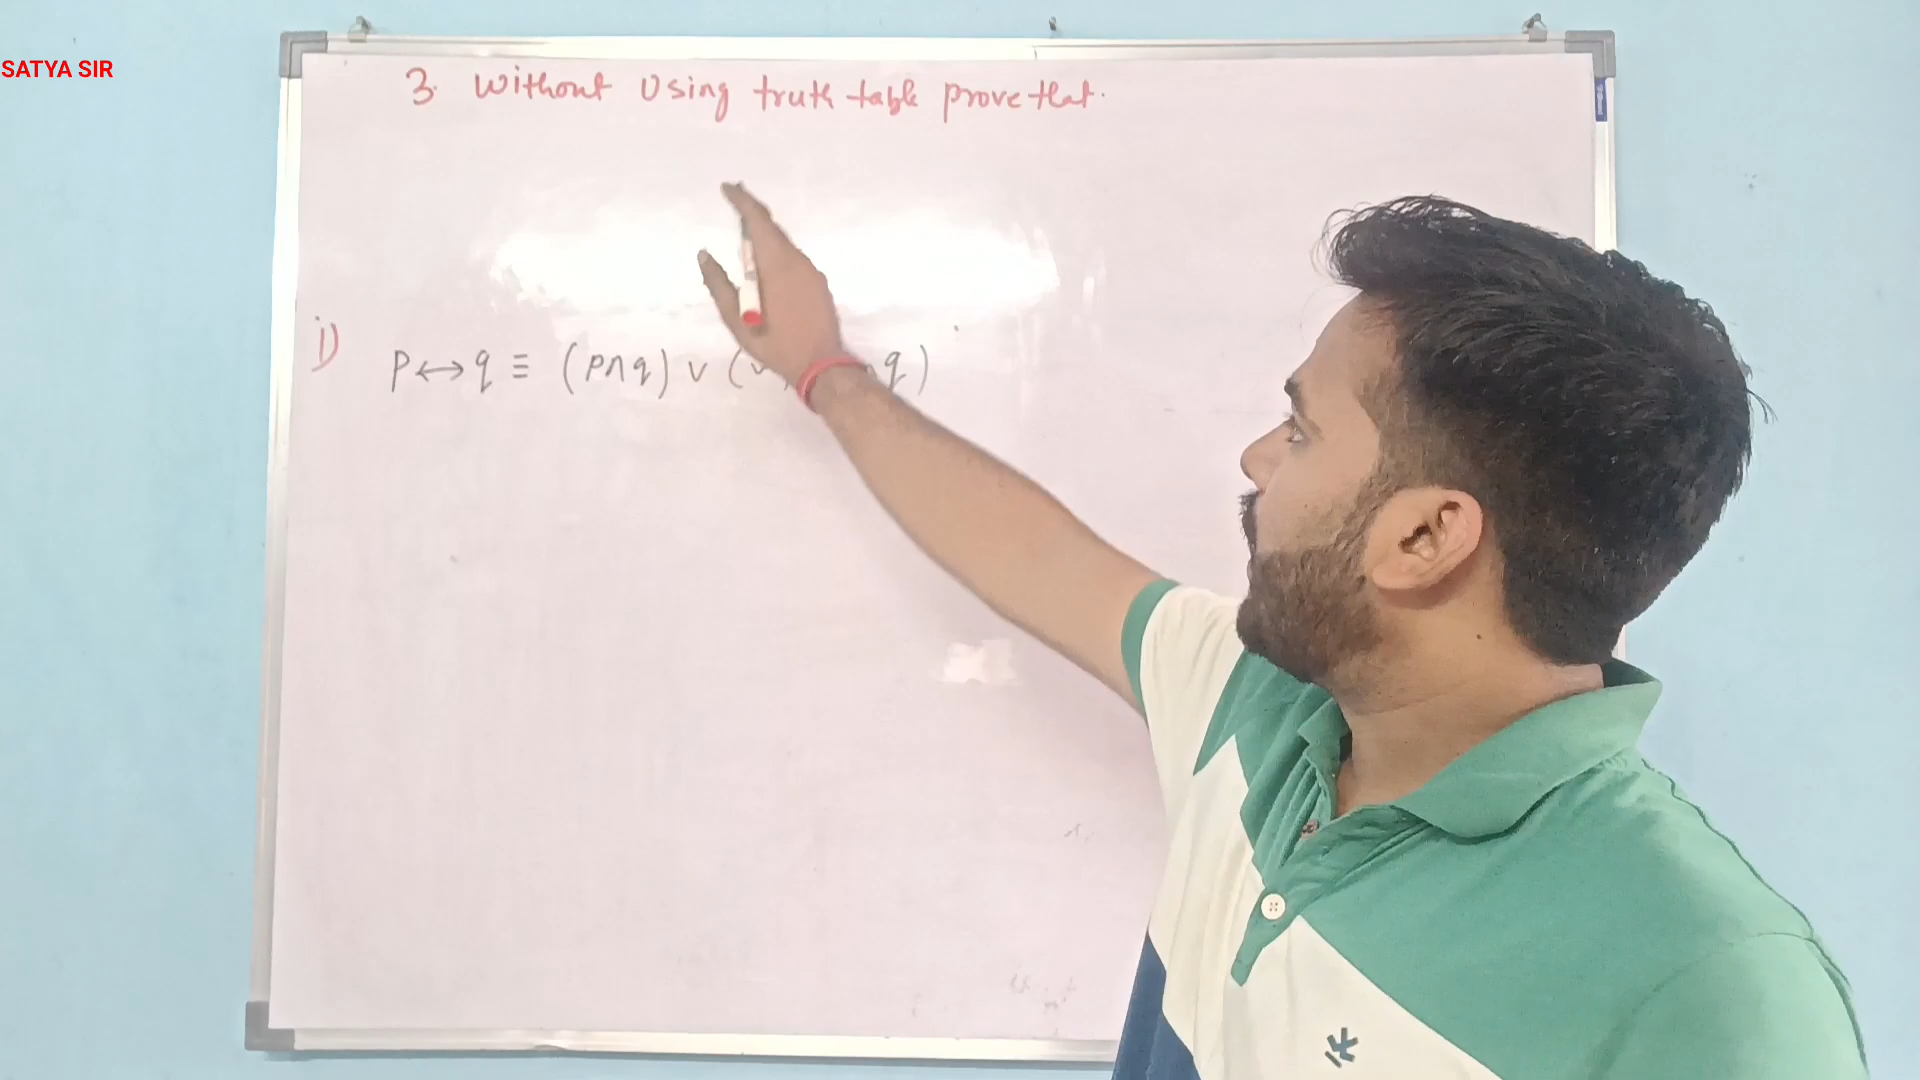 SATYA SIR
3. Without Using truth table prove that.
i) p↔q ≡ (p∧q) ∨ (~ q)